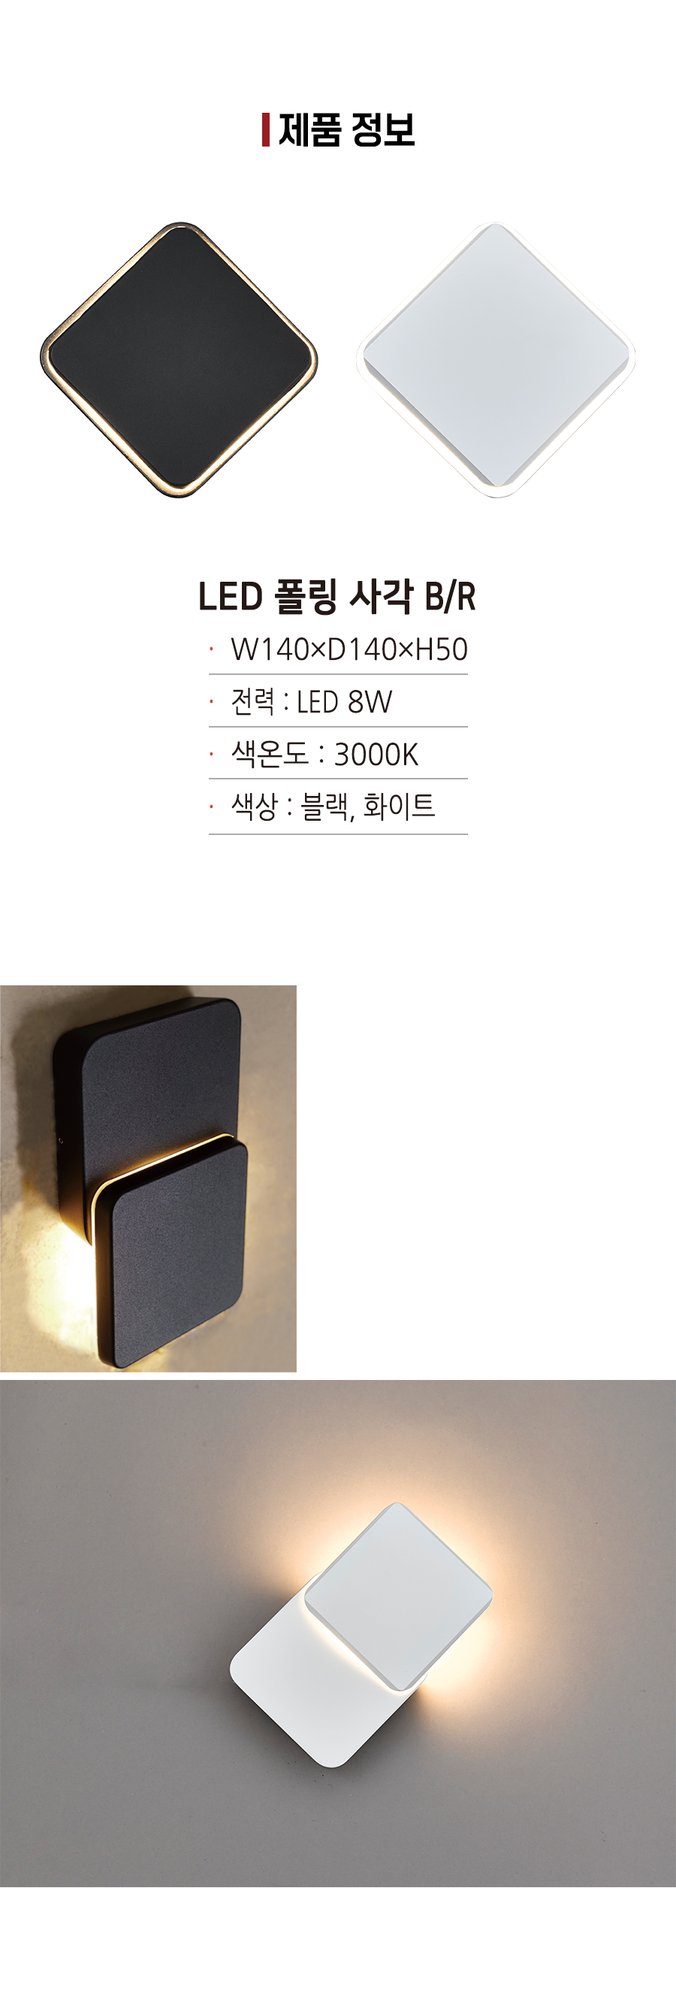 제품 정보
LED 폴링 사각 B/R
· W140×D140×H50
· 전력 : LED 8W
· 색온도 : 3000K
· 색상 : 블랙, 화이트